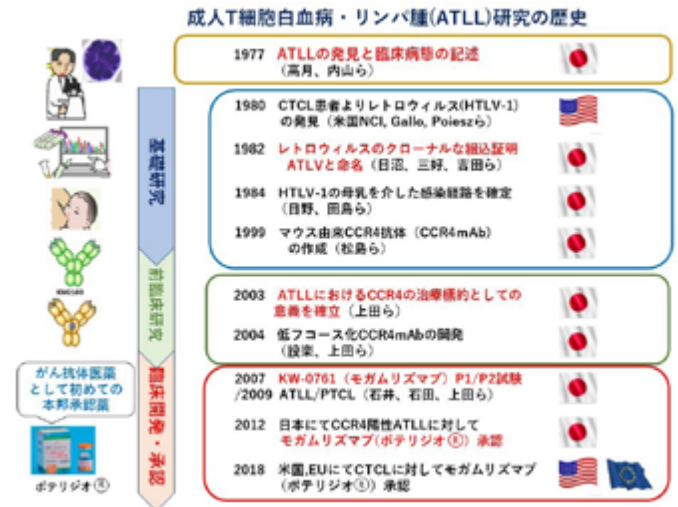 成人T細胞白血病・リンパ腫(ATLL)研究の歴史
1977 ATLLの発見と臨床病態の記述
(高月、内山ら)
1980 CTCL患者よりレトロウィルス(HTLV-1)
の発見 (米国NCI, Gallo, Poieszら)
1982 レトロウィルスのクローナルな組込証明
ATLVと命名 (日沼、三好、吉田ら)
1984 HTLV-1の母乳を介した感染経路を確定
(日野、田島ら)
1999 マウス由来CCR4抗体 (CCR4mAb)
の作成 (松島ら)
基礎研究
2003 ATLLにおけるCCR4の治療標的としての
意義を確立 (上田ら)
2004 低フコース化CCR4mAbの開発
(設楽、上田ら)
前臨床研究
2007 KW-0761 (モガムリズマブ) P1/P2試験
/2009 ATLL/PTCL (石井、石田、上田ら)
2012 日本にてCCR4陽性ATLLに対して
モガムリズマブ(ポテリジオ®) 承認
2018 米国,EUにてCTCLに対してモガムリズマブ
(ポテリジオ®) 承認
臨床開発・承認
がん抗体医薬
として初めての
本邦承認薬
ポテリジオ®